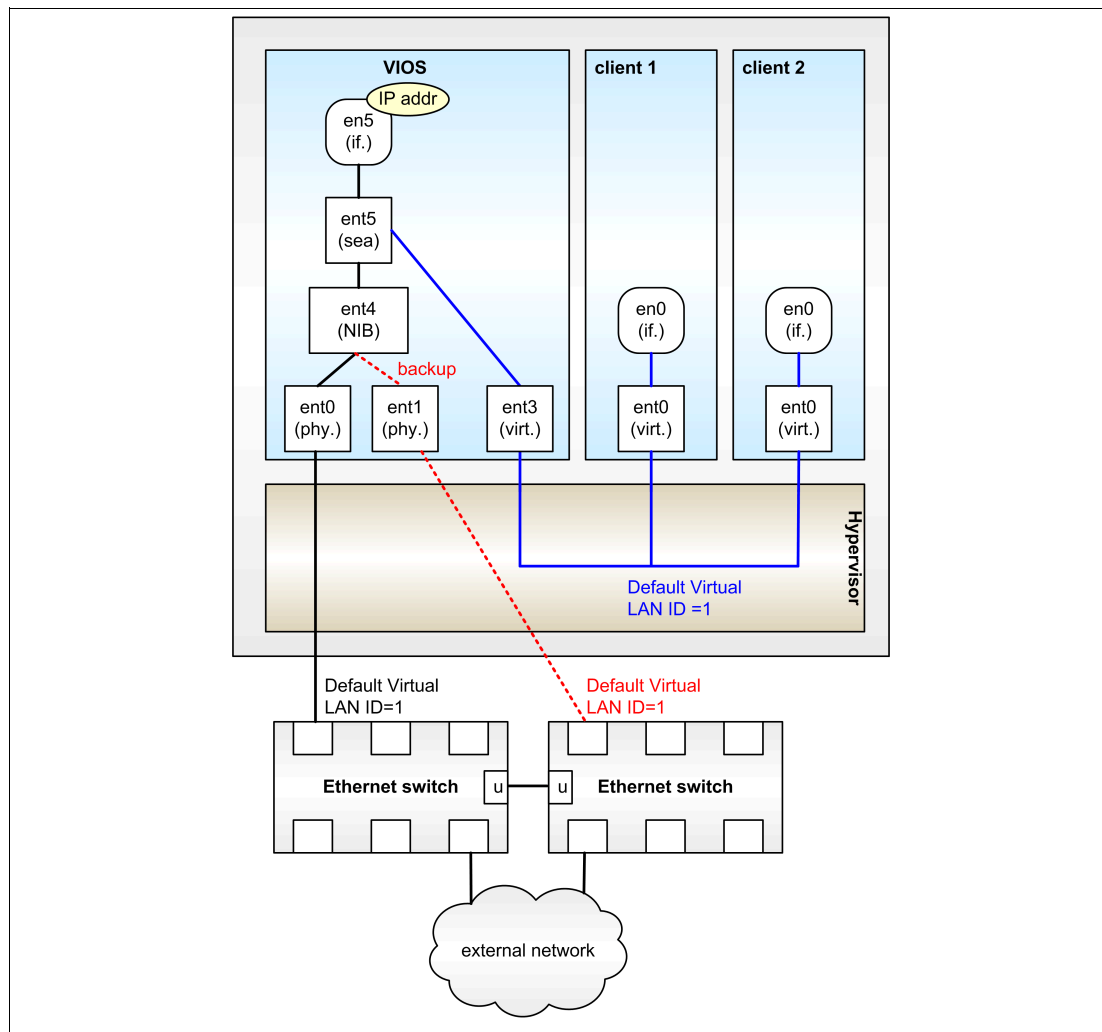 VIOS
client 1
client 2
IP addr
en5
(if.)
ent5
(sea)
ent4
(NIB)
backup
en0
(if.)
en0
(if.)
ent0
(phy.)
ent1
(phy.)
ent3
(virt.)
ent0
(virt.)
ent0
(virt.)
Hypervisor
Default Virtual
LAN ID =1
Default Virtual
LAN ID=1
Default Virtual
LAN ID=1
Ethernet switch
u
u
Ethernet switch
external network